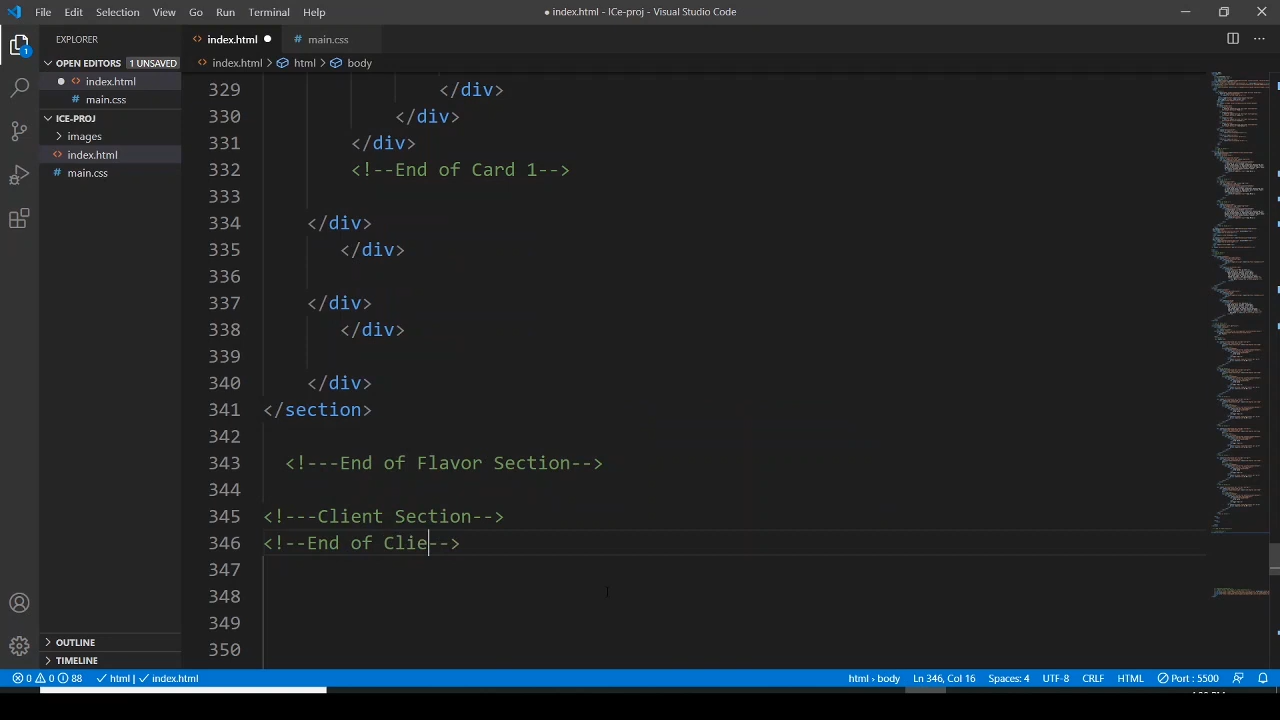 File Edit Selection View Go Run Terminal Help ● index.html - ICe-proj - Visual Studio Code
EXPLORER
index.html ●
main.css
OPEN EDITORS 1 UNSAVED
index.html > html > body
● index.html
main.css
ICE-PROJ
images
index.html
main.css
329 </div>
330 </div>
331 </div>
332 <!--End of Card 1-->
333
334 </div>
335 </div>
336
337 </div>
338 </div>
339
340 </div>
341 </section>
342
343 <!---End of Flavor Section-->
344
345 <!---Client Section-->
346 <!--End of Clie-->
347
348
349
350
OUTLINE
TIMELINE
1
0 0 88 html | index.html
html › body Ln 346, Col 16 Spaces: 4 UTF-8 CRLF HTML Port : 5500